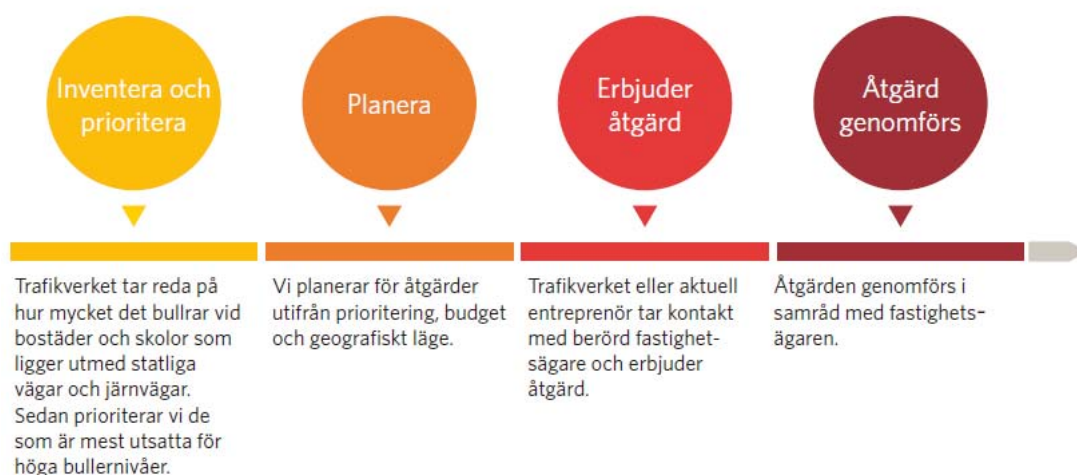 Inventera och
prioritera
Planera
Erbjuder
åtgärd
Åtgärd
genomförs
Trafikverket tar reda på
hur mycket det bullrar vid
bostäder och skolor som
ligger utmed statliga
vägar och järnvägar.
Sedan prioriterar vi de
som är mest utsatta för
höga bullernivåer.
Vi planerar för åtgärder
utifrån prioritering, budget
och geografiskt läge.
Trafikverket eller aktuell
entreprenör tar kontakt
med berörd fastighet-
sägare och erbjuder
åtgärd.
Åtgärden genomförs i
samråd med fastighets-
ägaren.